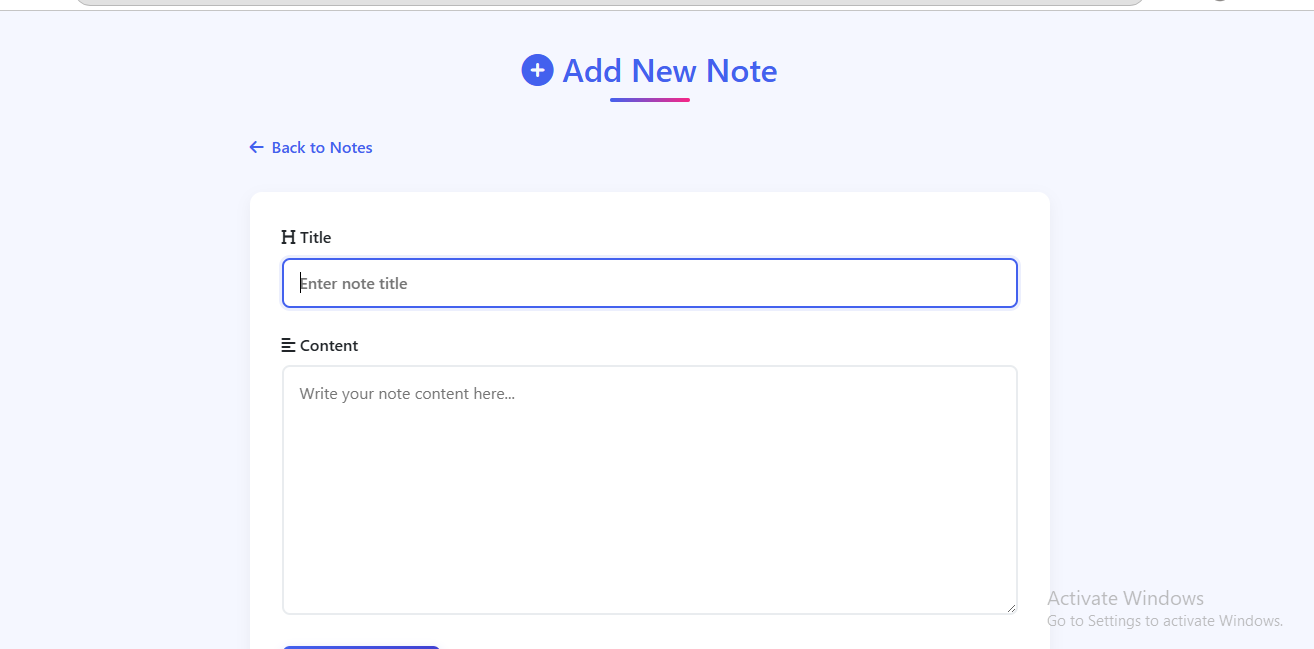 Add New Note
Back to Notes
Title
Enter note title
Content
Write your note content here...
Activate Windows
Go to Settings to activate Windows.